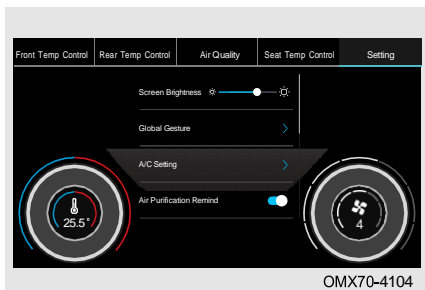 Front Temp Control Rear Temp Control Air Quality Seat Temp Control Setting
Screen Brightness
Global Gesture
A/C Setting
Air Purification Remind
25.5°
4
OMX70-4104